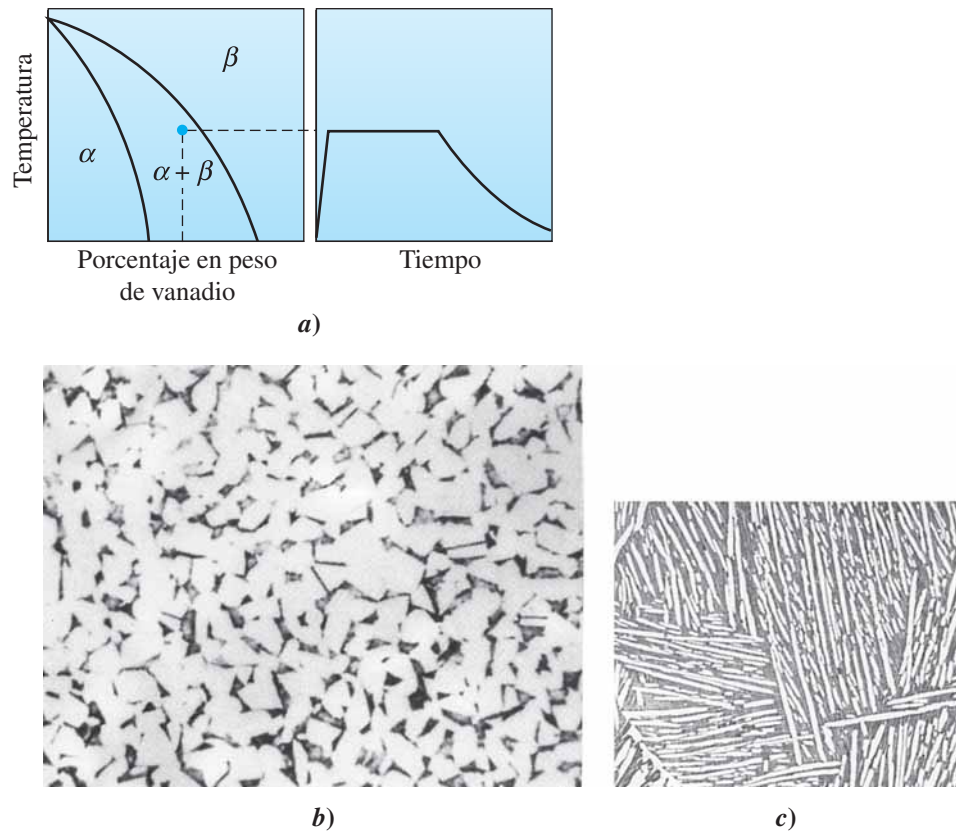 Temperatura
β
α
α + β
Porcentaje en peso
de vanadio
Tiempo
a)
b)
c)